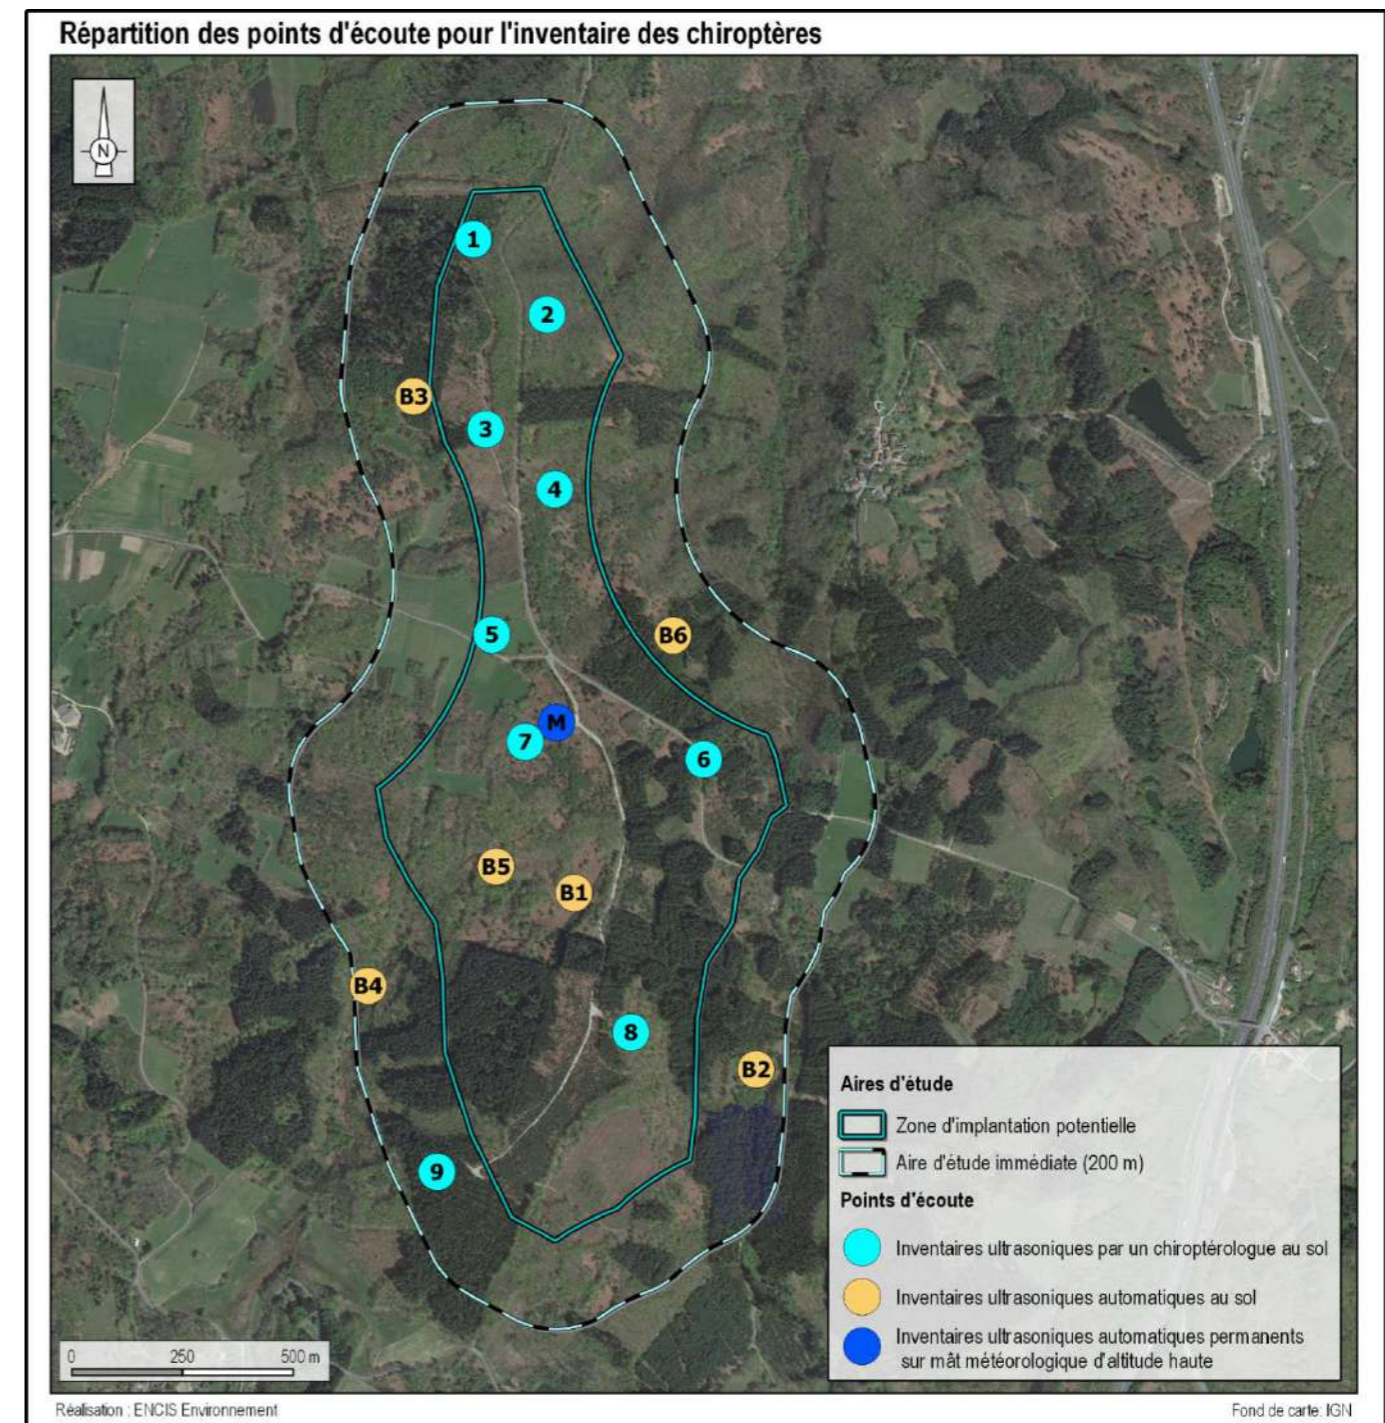 Répartition des points d'écoute pour l'inventaire des chiroptères
N
1
2
B3
3
4
5
B6
M
7
6
B5
B1
B4
8
B2
9
Aires d'étude
Zone d'implantation potentielle
Aire d'étude immédiate (200 m)
Points d'écoute
Inventaires ultrasoniques par un chiroptérologue au sol
Inventaires ultrasoniques automatiques au sol
Inventaires ultrasoniques automatiques permanents
sur mât météorologique d'altitude haute
0 250 500 m
Réalisation : ENCIS Environnement
Fond de carte: IGN